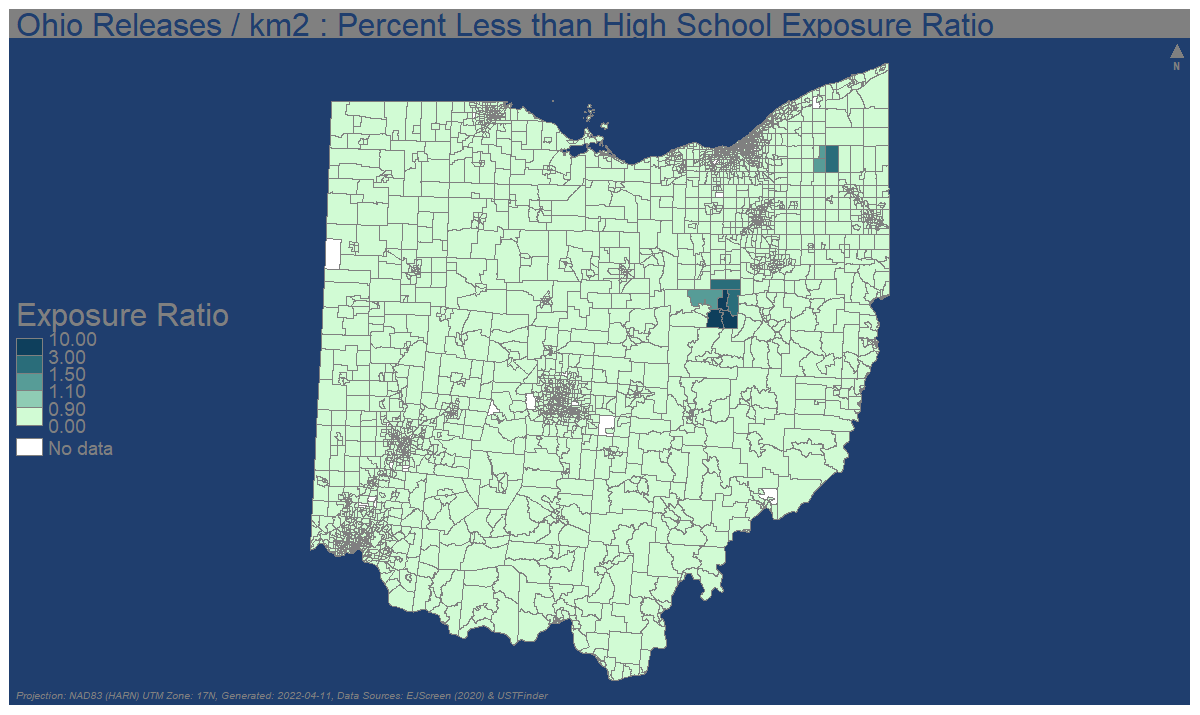 Ohio Releases / km2 : Percent Less than High School Exposure Ratio
N
Exposure Ratio
10.00
3.00
1.50
1.10
0.90
0.00
No data
Projection: NAD83 (HARN) UTM Zone: 17N, Generated: 2022-04-11, Data Sources: EJScreen (2020) & USTFinder